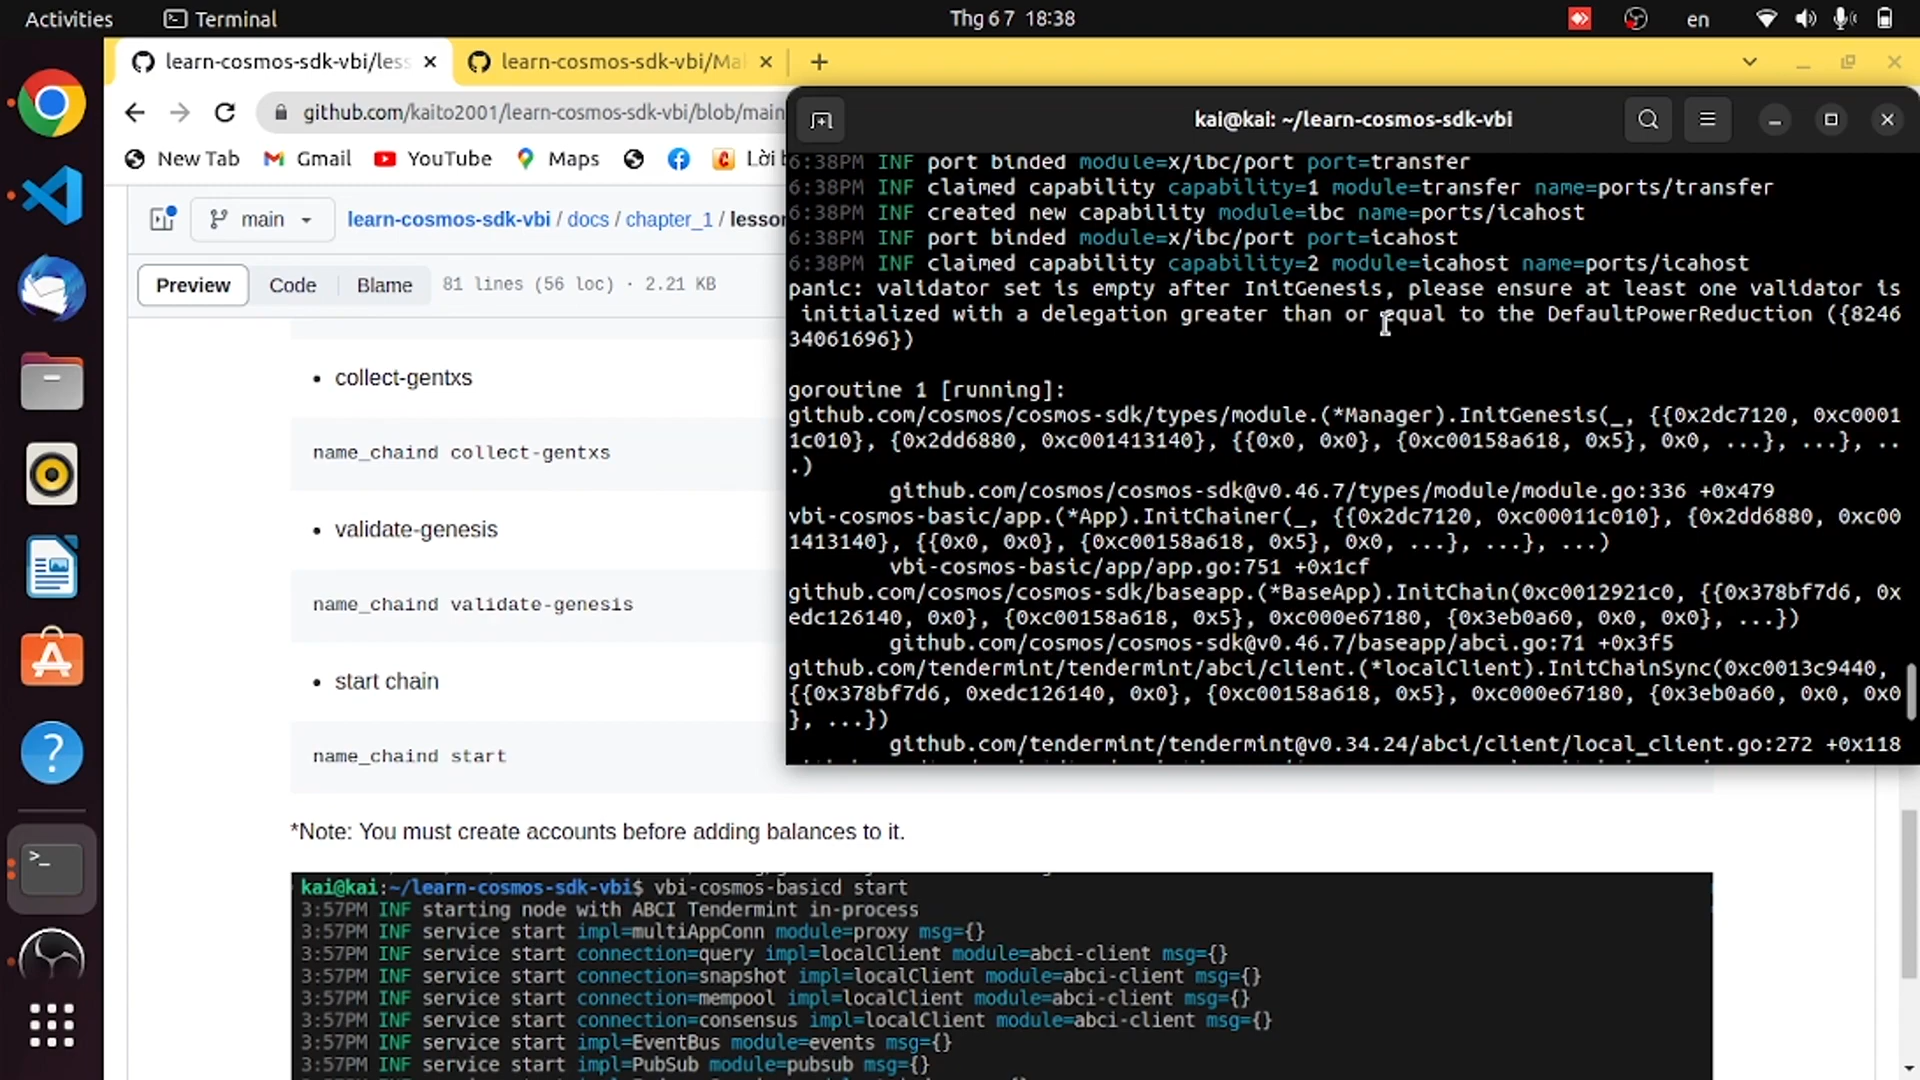 Activities
Terminal
Thg 6 7 18:38
en
learn-cosmos-sdk-vbi/less
learn-cosmos-sdk-vbi/Mak
github.com/kaito2001/learn-cosmos-sdk-vbi/blob/main
New Tab
Gmail
YouTube
Maps
Lời b
main
learn-cosmos-sdk-vbi / docs / chapter_1 / lesson
Preview
Code
Blame
81 lines (56 loc) · 2.21 KB
• collect-gentxs
name_chaind collect-gentxs
• validate-genesis
name_chaind validate-genesis
• start chain
name_chaind start
*Note: You must create accounts before adding balances to it.
kai@kai:~/learn-cosmos-sdk-vbi$ vbi-cosmos-basicd start
3:57PM INF starting node with ABCI Tendermint in-process
3:57PM INF service start impl=multiAppConn module=proxy msg={}
3:57PM INF service start connection=query impl=localClient module=abci-client msg={}
3:57PM INF service start connection=snapshot impl=localClient module=abci-client msg={}
3:57PM INF service start connection=mempool impl=localClient module=abci-client msg={}
3:57PM INF service start connection=consensus impl=localClient module=abci-client msg={}
3:57PM INF service start impl=EventBus module=events msg={}
3:57PM INF service start impl=PubSub module=pubsub msg={}
kai@kai: ~/learn-cosmos-sdk-vbi
6:38PM INF port binded module=x/ibc/port port=transfer
6:38PM INF claimed capability capability=1 module=transfer name=ports/transfer
6:38PM INF created new capability module=ibc name=ports/icahost
6:38PM INF port binded module=x/ibc/port port=icahost
6:38PM INF claimed capability capability=2 module=icahost name=ports/icahost
panic: validator set is empty after InitGenesis, please ensure at least one validator is
initialized with a delegation greater than or equal to the DefaultPowerReduction ({8246
34061696})
goroutine 1 [running]:
github.com/cosmos/cosmos-sdk/types/module.(*Manager).InitGenesis(_, {{0x2dc7120, 0xc0001
1c010}, {0x2dd6880, 0xc001413140}, {{0x0, 0x0}, {0xc00158a618, 0x5}, 0x0, ...}, ...}, ..
.)
github.com/cosmos/cosmos-sdk@v0.46.7/types/module/module.go:336 +0x479
vbi-cosmos-basic/app.(*App).InitChainer(_, {{0x2dc7120, 0xc00011c010}, {0x2dd6880, 0xc00
1413140}, {{0x0, 0x0}, {0xc00158a618, 0x5}, 0x0, ...}, ...}, ...)
vbi-cosmos-basic/app/app.go:751 +0x1cf
github.com/cosmos/cosmos-sdk/baseapp.(*BaseApp).InitChain(0xc0012921c0, {{0x378bf7d6, 0x
edc126140, 0x0}, {0xc00158a618, 0x5}, 0xc000e67180, {0x3eb0a60, 0x0, 0x0}, ...})
github.com/cosmos/cosmos-sdk@v0.46.7/baseapp/abci.go:71 +0x3f5
github.com/tendermint/tendermint/abci/client.(*localClient).InitChainSync(0xc0013c9440,
{{0x378bf7d6, 0xedc126140, 0x0}, {0xc00158a618, 0x5}, 0xc000e67180, {0x3eb0a60, 0x0, 0x0
}, ...})
github.com/tendermint/tendermint@v0.34.24/abci/client/local_client.go:272 +0x118